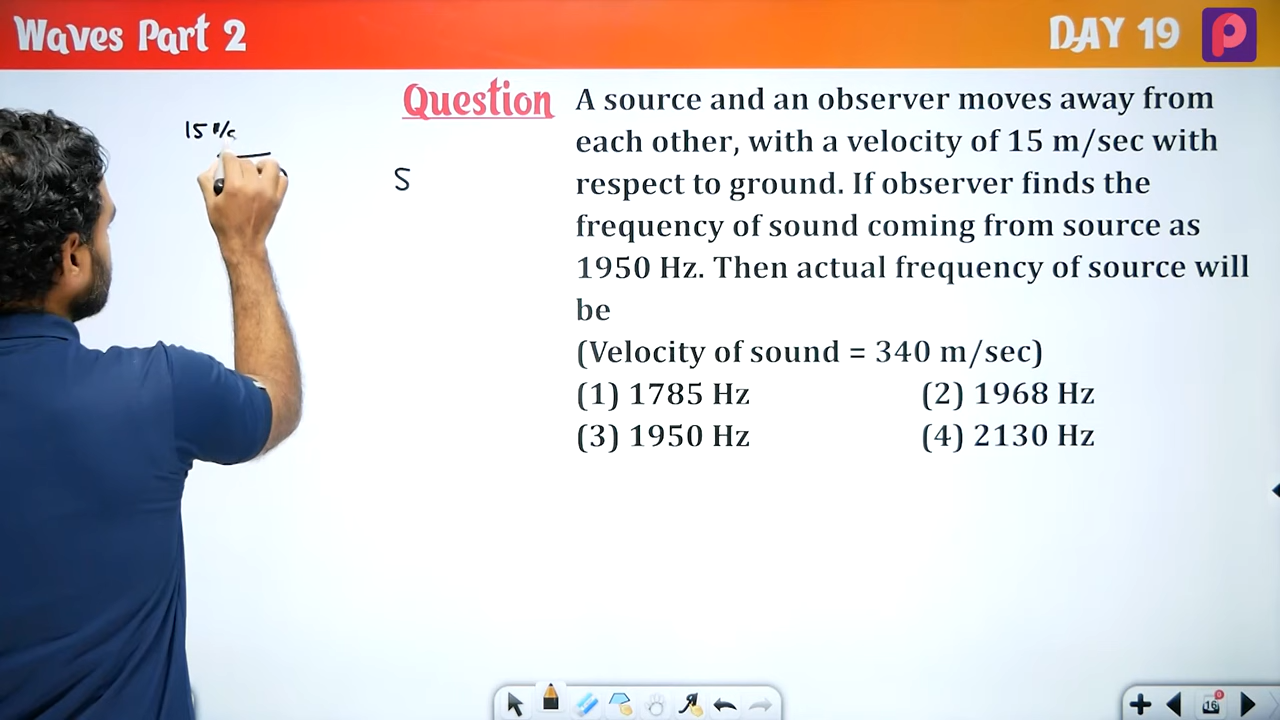 Waves Part 2
DAY 19
15 m/s
S
Question
A source and an observer moves away from
each other, with a velocity of 15 m/sec with
respect to ground. If observer finds the
frequency of sound coming from source as
1950 Hz. Then actual frequency of source will
be
(Velocity of sound = 340 m/sec)
(1) 1785 Hz (2) 1968 Hz
(3) 1950 Hz (4) 2130 Hz
16